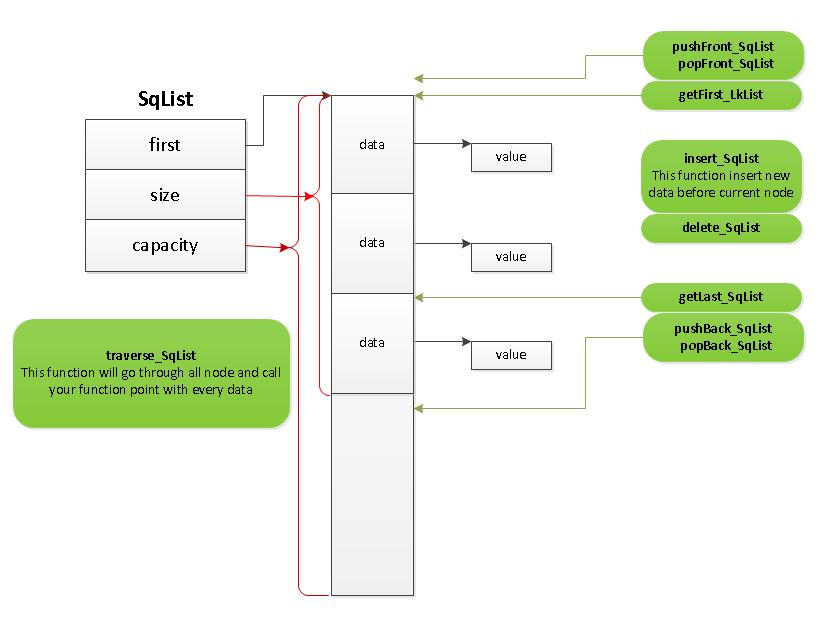 pushFront_SqList
popFront_SqList
getFirst_LkList
SqList
first
size
capacity
data
value
data
value
data
value
insert_SqList
This function insert new
data before current node
delete_SqList
getLast_SqList
pushBack_SqList
popBack_SqList
traverse_SqList
This function will go through all node and call
your function point with every data